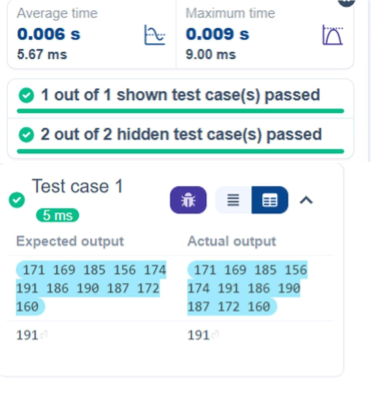 Average time
Maximum time
0.006 s
0.009 s
5.67 ms
9.00 ms
1 out of 1 shown test case(s) passed
2 out of 2 hidden test case(s) passed
Test case 1
5 ms
Expected output
Actual output
171 169 185 156 174
191 186 190 187 172
160
171 169 185 156
174 191 186 190
187 172 160
191
191